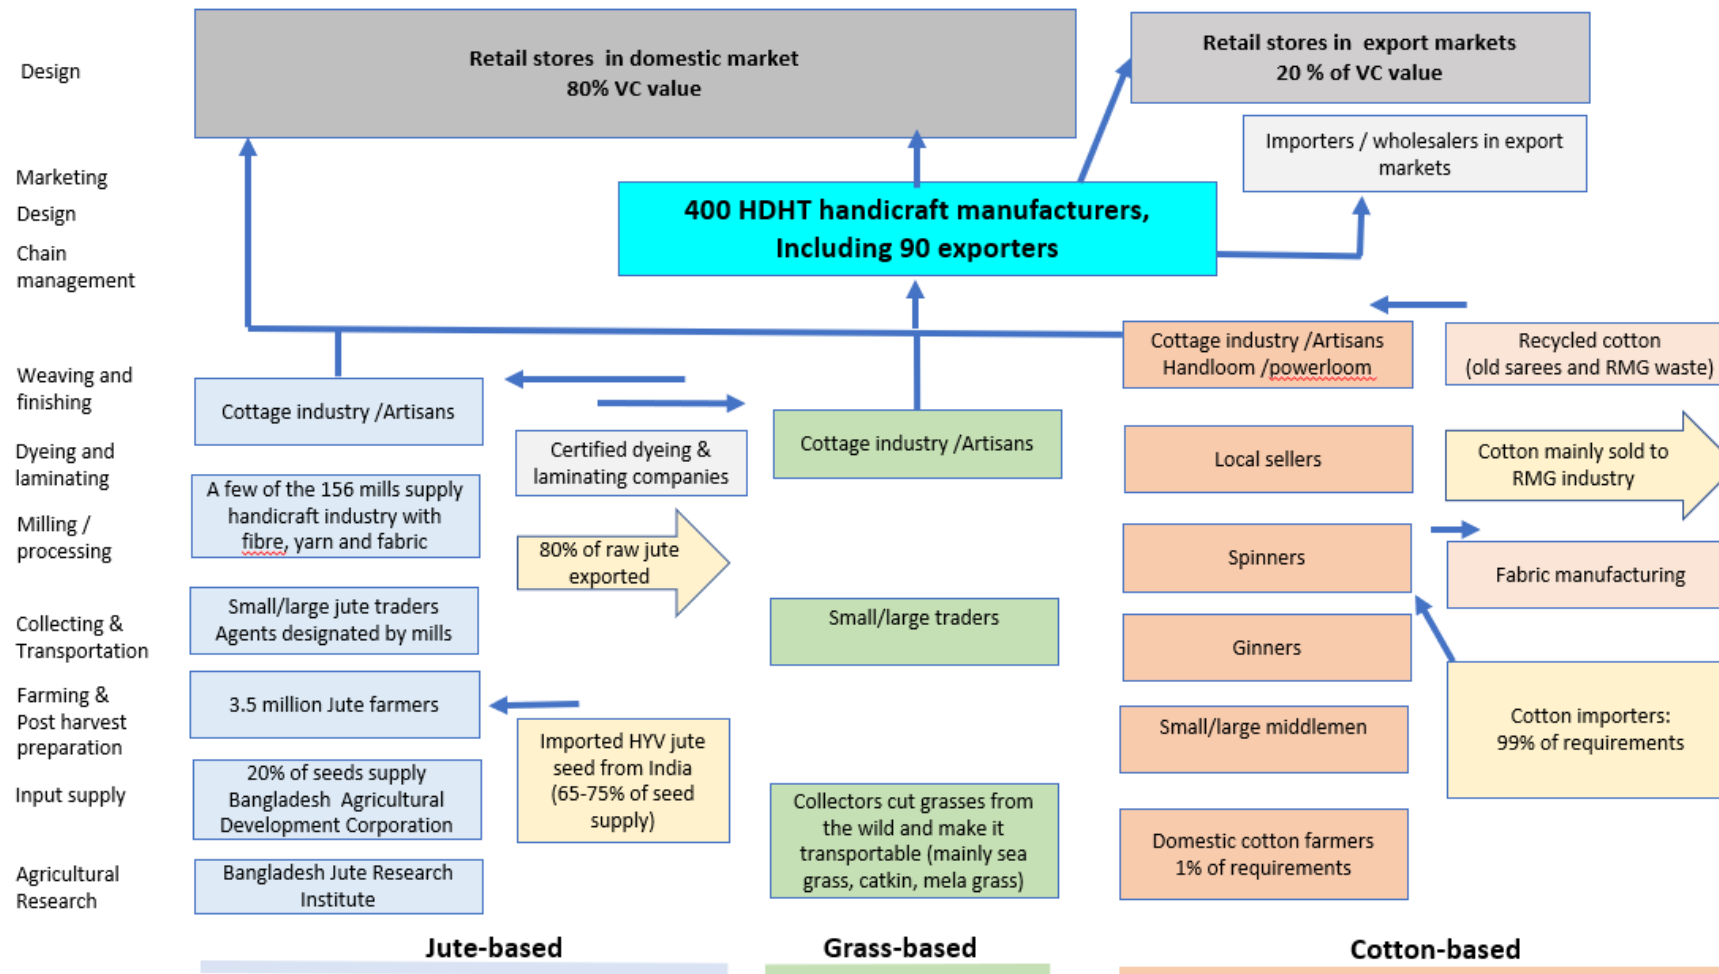 Design
Retail stores in domestic market
80% VC value
Retail stores in export markets
20 % of VC value
Importers / wholesalers in export
markets
Marketing
Design
Chain
management
400 HDHT handicraft manufacturers,
Including 90 exporters
Weaving and
finishing
Cottage industry /Artisans
Cottage industry /Artisans
Cottage industry /Artisans
Handloom /powerloom
Recycled cotton
(old sarees and RMG waste)
Dyeing and
laminating
Certified dyeing &
laminating companies
Local sellers
Cotton mainly sold to
RMG industry
Milling /
processing
A few of the 156 mills supply
handicraft industry with
fibre, yarn and fabric
80% of raw jute
exported
Spinners
Fabric manufacturing
Collecting &
Transportation
Small/large jute traders
Agents designated by mills
Small/large traders
Ginners
Farming &
Post harvest
preparation
3.5 million Jute farmers
Imported HYV jute
seed from India
(65-75% of seed
supply)
Small/large middlemen
Cotton importers:
99% of requirements
Input supply
20% of seeds supply
Bangladesh Agricultural
Development Corporation
Collectors cut grasses from
the wild and make it
transportable (mainly sea
grass, catkin, mela grass)
Domestic cotton farmers
1% of requirements
Agricultural
Research
Bangladesh Jute Research
Institute
Jute-based
Grass-based
Cotton-based